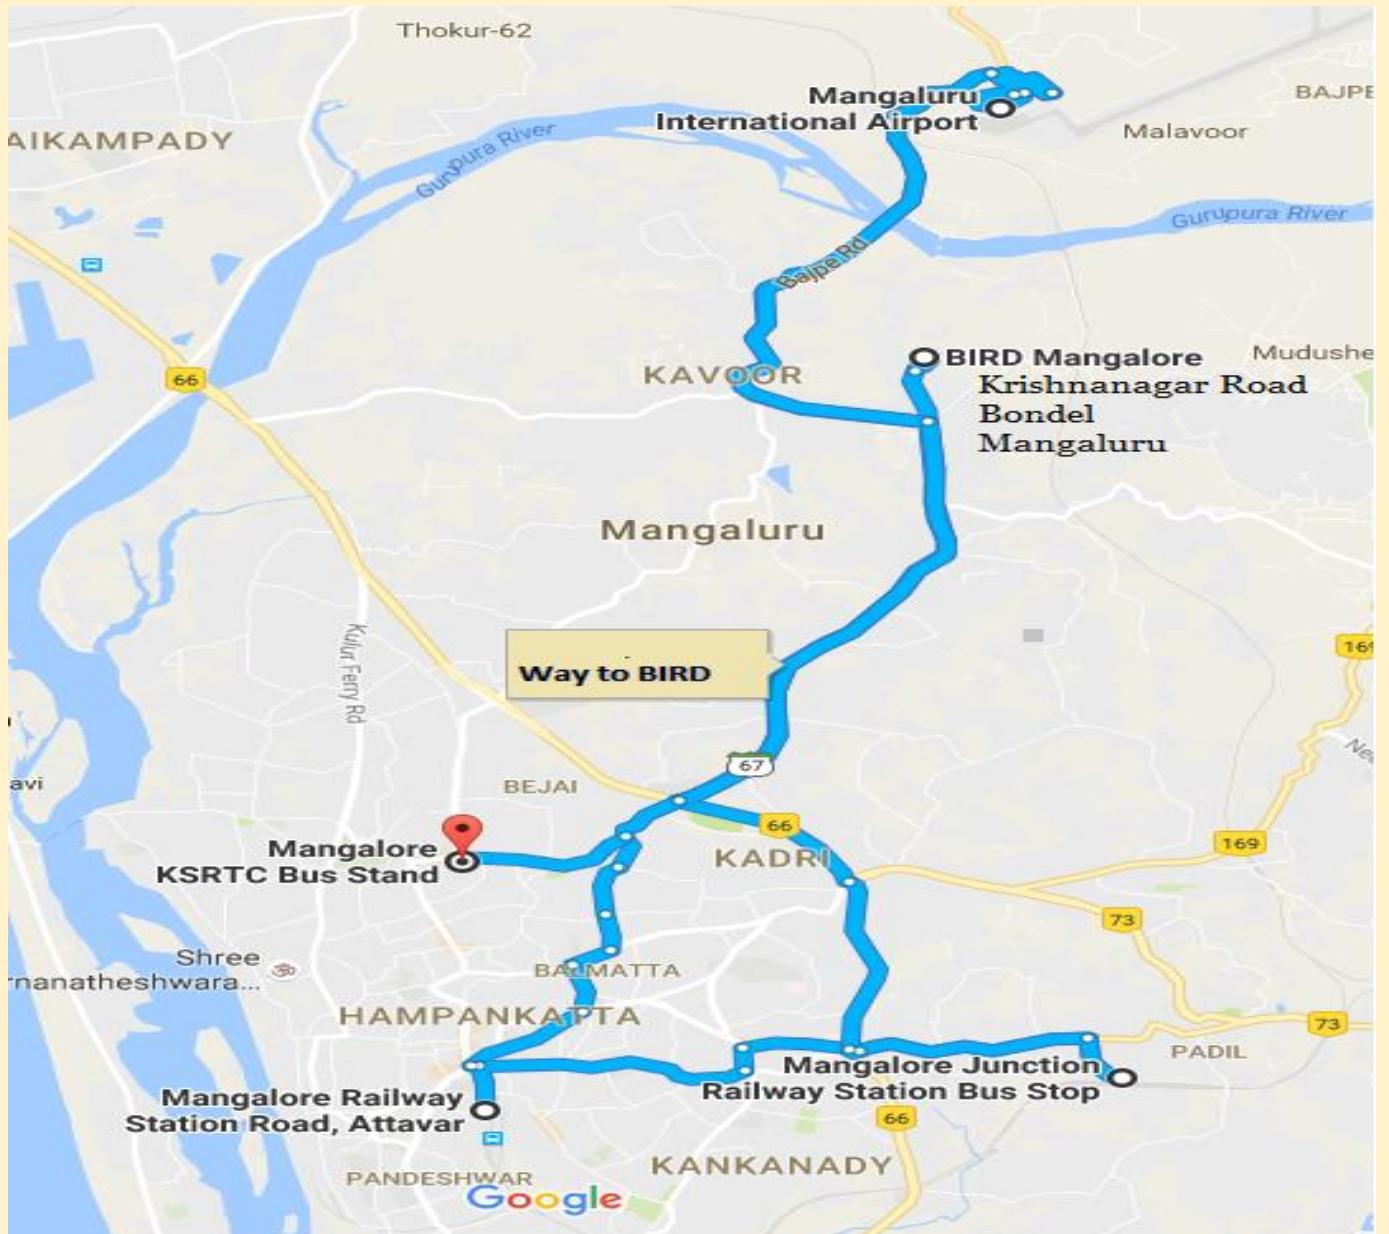 Thokur-62
Mangaluru
International Airport
BAJPE
AIKAMPADY
Gurupura River
Malavoor
Gurupura River
Bajpe Rd
BIRD Mangalore
Mudushe
66
KAVOOR
Krishnanagar Road
Bondel
Mangaluru
Mangaluru
Kulur Ferry Rd
Way to BIRD
169
67
avi
BEJAI
66
Mangalore
KSRTC Bus Stand
KADRI
169
73
Shree
rnanatheshwara...
BALMATTA
HAMPANKATTA
73
PADIL
Mangalore Junction
Railway Station Bus Stop
Mangalore Railway
Station Road, Attavar
66
KANKANADY
PANDESHWAR
Google